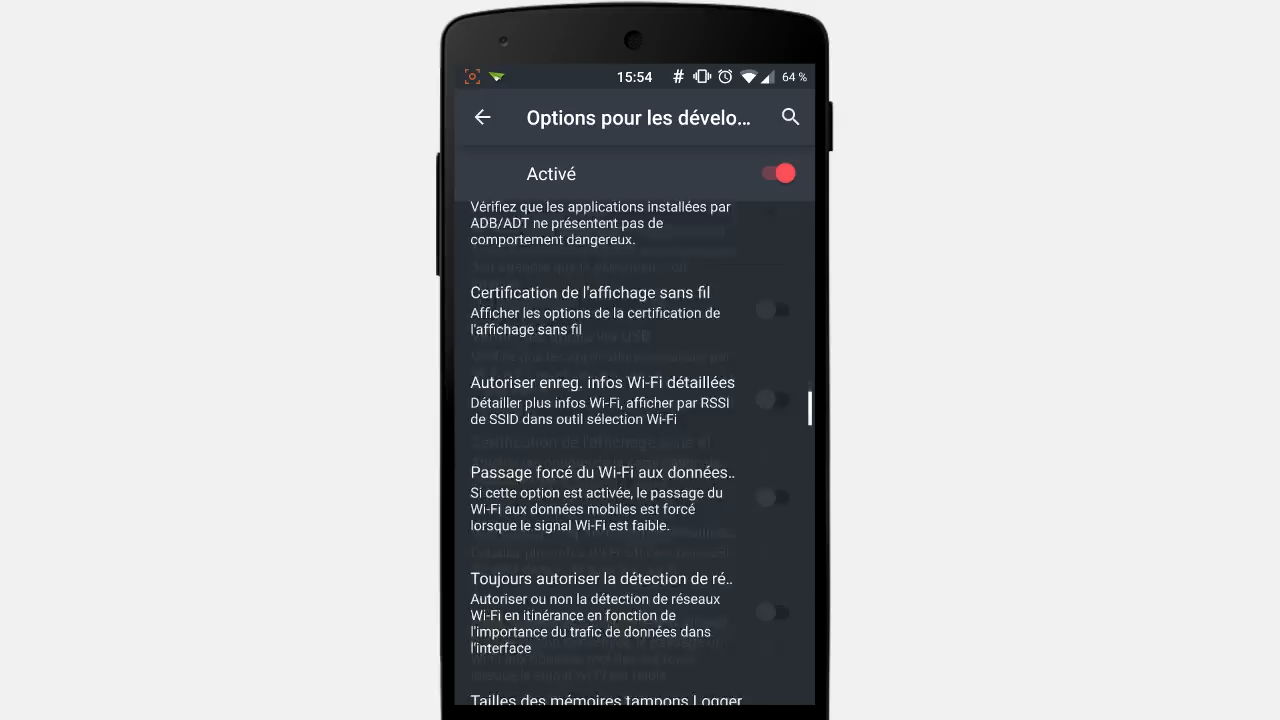 15:54 # 64 %
Options pour les dévelo...
Activé
Vérifiez que les applications installées par
ADB/ADT ne présentent pas de
comportement dangereux.
Certification de l'affichage sans fil
Afficher les options de la certification de
l'affichage sans fil
Autoriser enreg. infos Wi-Fi détaillées
Détailler plus infos Wi-Fi, afficher par RSSI
de SSID dans outil sélection Wi-Fi
Passage forcé du Wi-Fi aux données..
Si cette option est activée, le passage du
Wi-Fi aux données mobiles est forcé
lorsque le signal Wi-Fi est faible.
Toujours autoriser la détection de ré..
Autoriser ou non la détection de réseaux
Wi-Fi en itinérance en fonction de
l'importance du trafic de données dans
l'interface
Tailles des mémoires tampons Logger